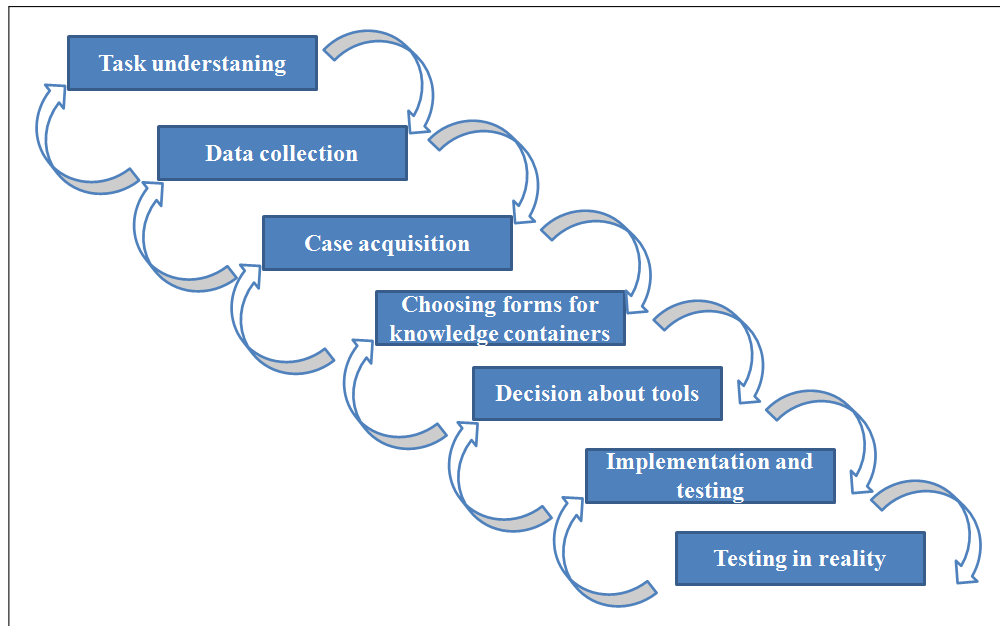 Task understaning
Data collection
Case acquisition
Choosing forms for
knowledge containers
Decision about tools
Implementation and
testing
Testing in reality